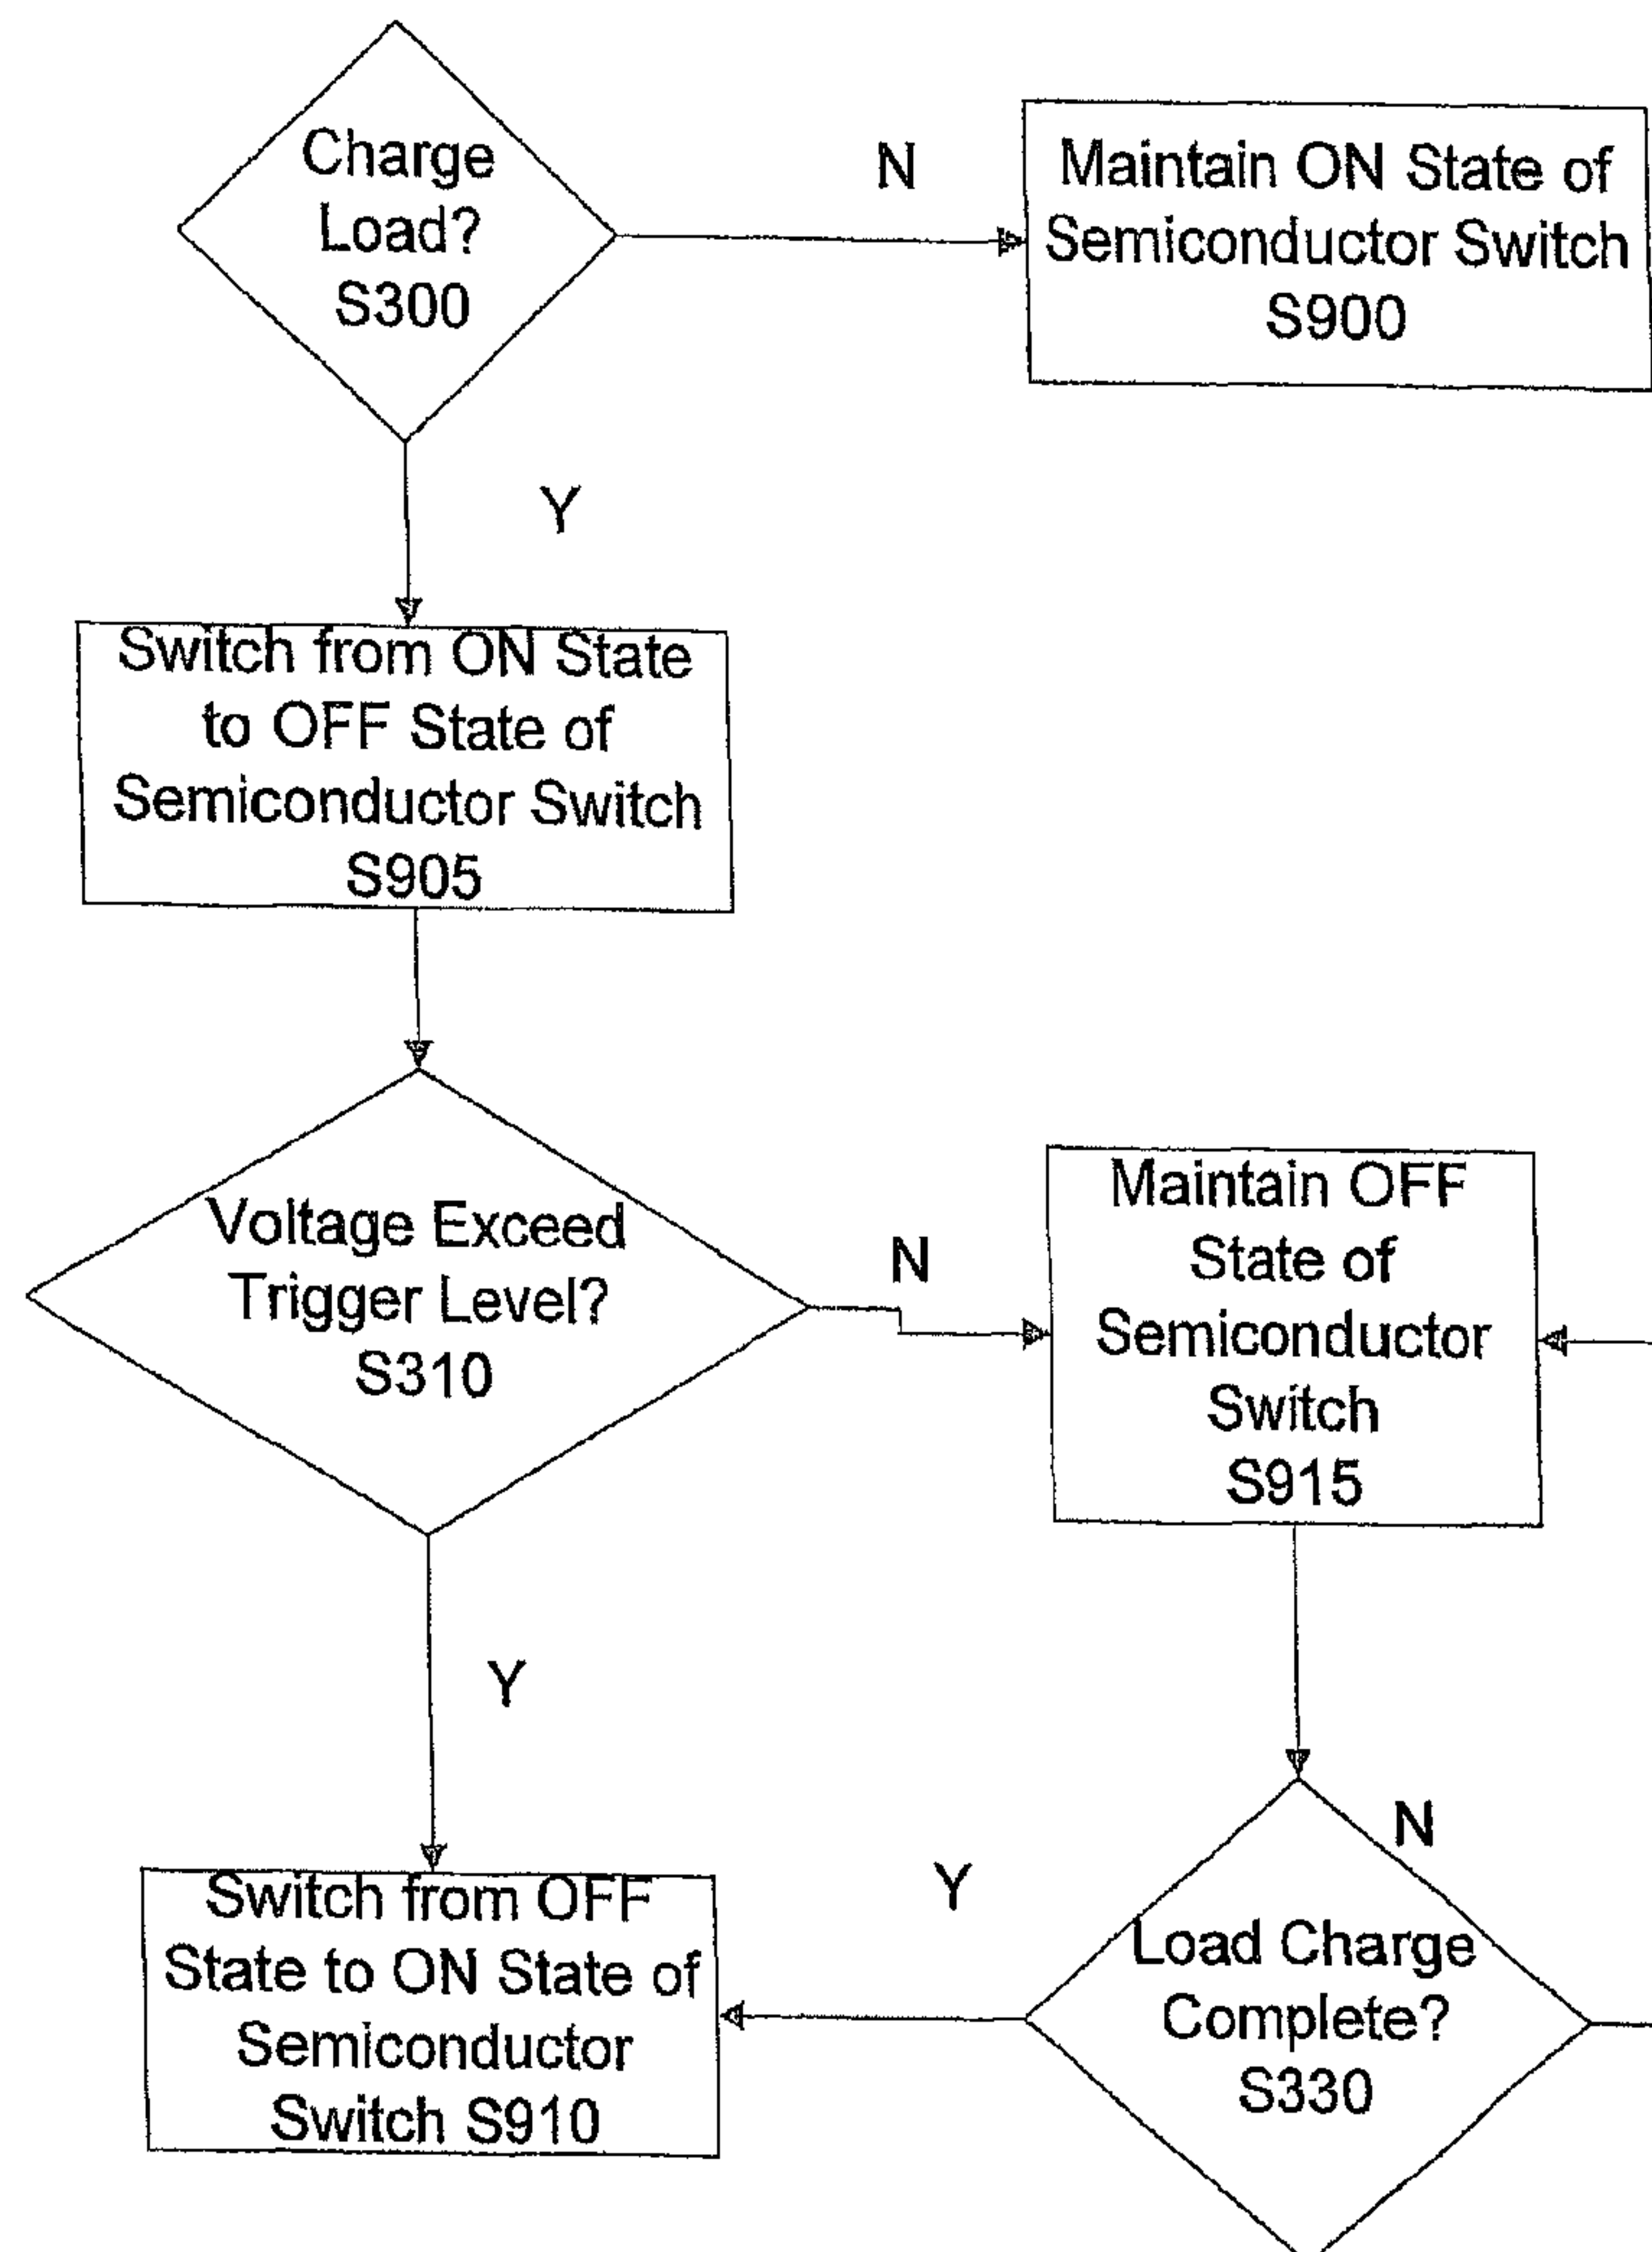 Charge
Load?
S300
N
Maintain ON State of
Semiconductor Switch
S900
Y
Switch from ON State
to OFF State of
Semiconductor Switch
S905
Voltage Exceed
Trigger Level?
S310
N
Maintain OFF
State of
Semiconductor
Switch
S915
Y
Switch from OFF
State to ON State of
Semiconductor
Switch S910
Y
N
Load Charge
Complete?
S330